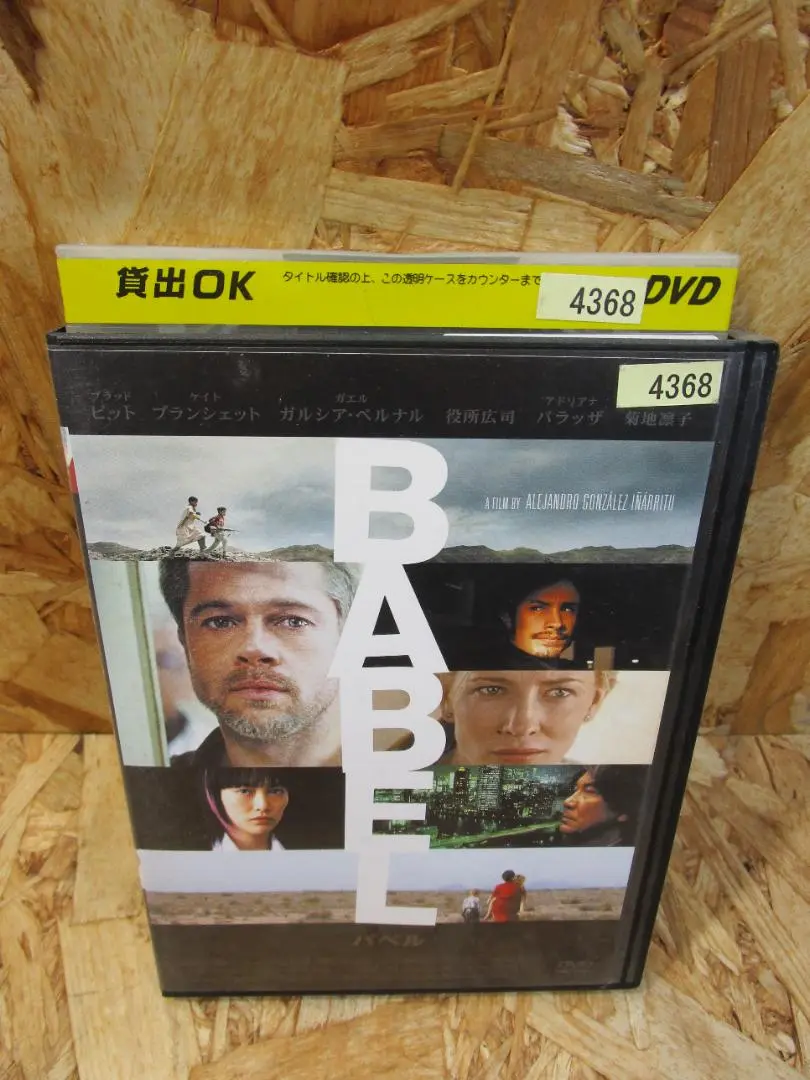 貸出OK タイトル確認の上、この透明ケースをカウンターまで 4368 DVD
4368
ブラッド ケイト ガエル アドリアナ
ピット ブランシェット ガルシア・ベルナル 役所広司 バラッザ 菊地凛子
A FILM BY ALEJANDRO GONZÁLEZ IÑÁRRITU
BABEL
バベル
DVD